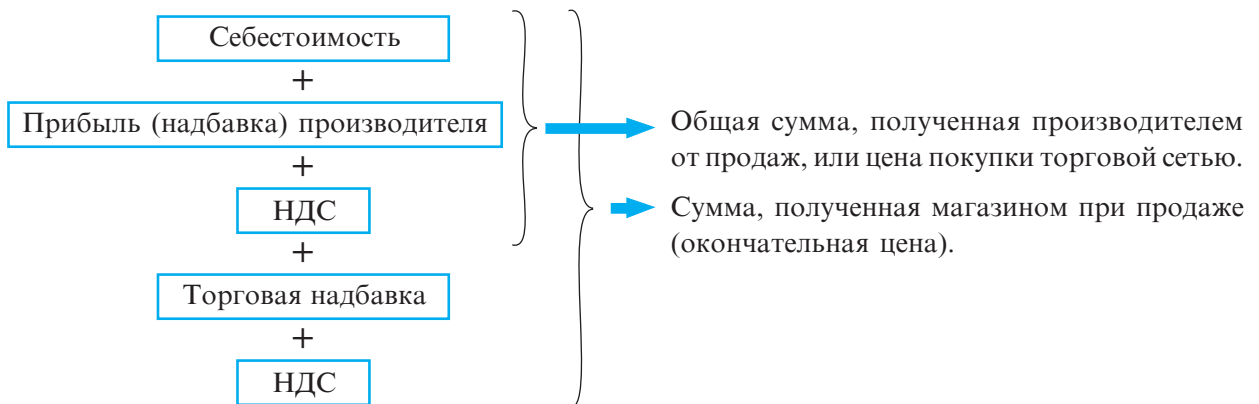 Себестоимость
+
Прибыль (надбавка) производителя
+
НДС
+
Торговая надбавка
+
НДС
Общая сумма, полученная производителем
от продаж, или цена покупки торговой сетью.
Сумма, полученная магазином при продаже
(окончательная цена).